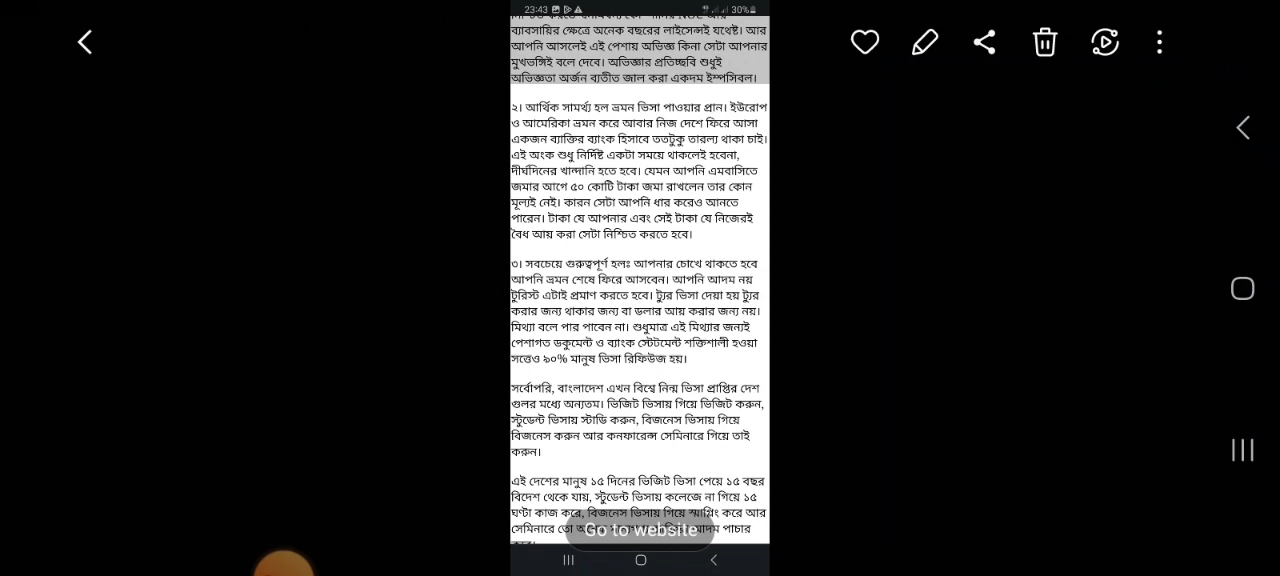 23:43
30%
ব্যাবসায়ির ক্ষেত্রে অনেক বছরের লাইসেন্সই যথেষ্ট। আর
আপনি আসলেই এই পেশায় অভিজ্ঞ কিনা সেটা আপনার
মুখভঙ্গিই বলে দেবে। অভিজ্ঞার প্রতিচ্ছবি শুধুই
অভিজ্ঞতা অর্জন ব্যতীত জাল করা একদম ইম্পসিবল।
২। আর্থিক সামর্থ্য হল ভ্রমন ভিসা পাওয়ার প্রান। ইউরোপ
ও আমেরিকা ভ্রমন করে আবার নিজ দেশে ফিরে আসা
একজন ব্যাক্তির ব্যাংক হিসাবে ততটুকু তারল্য থাকা চাই।
এই অংক শুধু নির্দিষ্ট একটা সময়ে থাকলেই হবেনা,
দীর্ঘদিনের খান্দানি হতে হবে। যেমন আপনি এমবাসিতে
জমার আগে ৫০ কোটি টাকা জমা রাখলেন তার কোন
মূল্যই নেই। কারন সেটা আপনি ধার করেও আনতে
পারেন। টাকা যে আপনার এবং সেই টাকা যে নিজেরই
বৈধ আয় করা সেটা নিশ্চিত করতে হবে।
৩। সবচেয়ে গুরুত্বপূর্ণ হলঃ আপনার চোখে থাকতে হবে
আপনি ভ্রমন শেষে ফিরে আসবেন। আপনি আদম নয়
টুরিস্ট এটাই প্রমাণ করতে হবে। ট্যুর ভিসা দেয়া হয় ট্যুর
করার জন্য থাকার জন্য বা ডলার আয় করার জন্য নয়।
মিথ্যা বলে পার পাবেন না। শুধুমাত্র এই মিথ্যার জন্যই
পেশাগত ডকুমেন্ট ও ব্যাংক স্টেটমেন্ট শক্তিশালী হওয়া
সত্তেও ৯০% মানুষ ভিসা রিফিউজ হয়।
সর্বোপরি, বাংলাদেশ এখন বিশ্বে নিন্ম ভিসা প্রাপ্তির দেশ
গুলর মধ্যে অন্যতম। ভিজিট ভিসায় গিয়ে ভিজিট করুন,
স্টুডেন্ট ভিসায় স্টাডি করুন, বিজনেস ভিসায় গিয়ে
বিজনেস করুন আর কনফারেন্স সেমিনারে গিয়ে তাই
করুন।
এই দেশের মানুষ ১৫ দিনের ভিজিট ভিসা পেয়ে ১৫ বছর
বিদেশ থেকে যায়, স্টুডেন্ট ভিসায় কলেজে না গিয়ে ১৫
ঘণ্টা কাজ করে, বিজনেস ভিসায় গিয়ে স্মাগ্লিং করে আর
সেমিনারে তো পাচার
Go to website